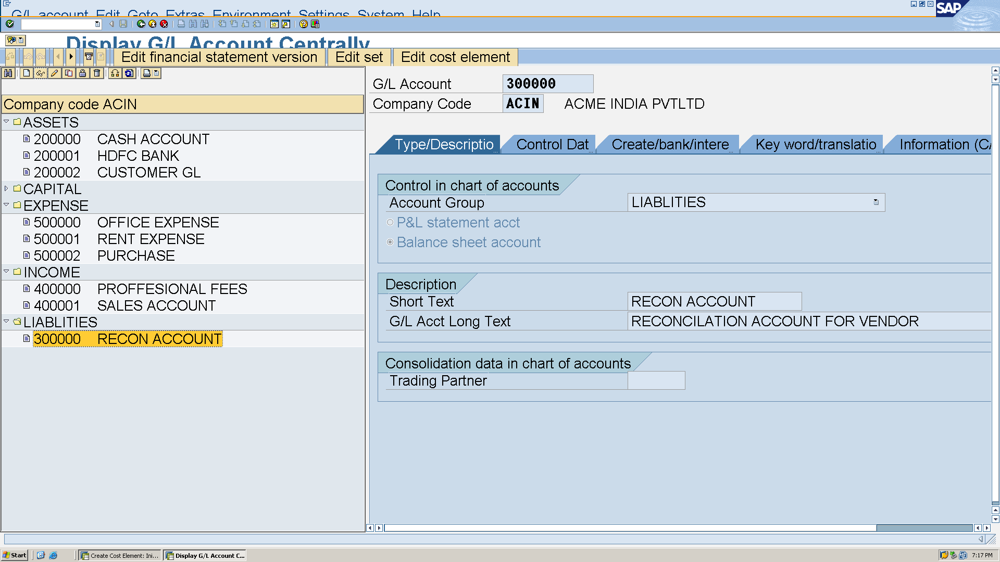 G/L account Edit Goto Extras Environment Settings System Help
SAP
Display G/L Account Centrally
Edit financial statement version Edit set Edit cost element
Company code ACIN
ASSETS
200000 CASH ACCOUNT
200001 HDFC BANK
200002 CUSTOMER GL
CAPITAL
EXPENSE
500000 OFFICE EXPENSE
500001 RENT EXPENSE
500002 PURCHASE
INCOME
400000 PROFFESIONAL FEES
400001 SALES ACCOUNT
LIABLITIES
300000 RECON ACCOUNT
G/L Account 300000
Company Code ACIN ACME INDIA PVTLTD
Type/Descriptio... Control Dat... Create/bank/intere... Key word/translatio... Information (C/
Control in chart of accounts
Account Group LIABLITIES
P&L statement acct
Balance sheet account
Description
Short Text RECON ACCOUNT
G/L Acct Long Text RECONCILATION ACCOUNT FOR VENDOR
Consolidation data in chart of accounts
Trading Partner
Start Create Cost Element: Ini... Display G/L Account C... 7:17 PM